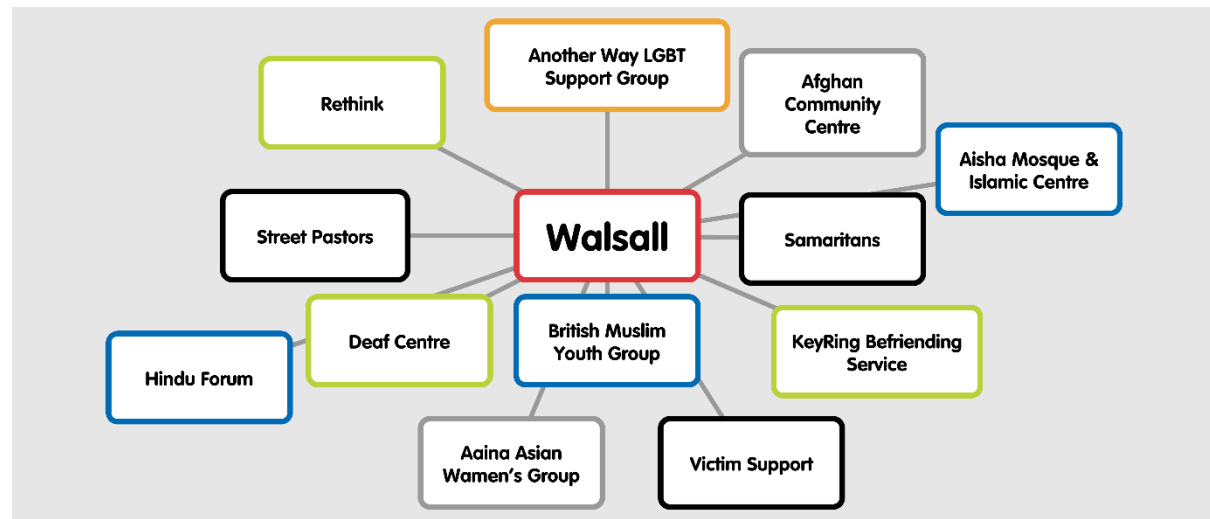 Another Way LGBT
Support Group
Rethink
Afghan
Community
Centre
Aisha Mosque &
Islamic Centre
Street Pastors
Walsall
Samaritans
Deaf Centre
British Muslim
Youth Group
KeyRing Befriending
Service
Hindu Forum
Aaina Asian
Wamen's Group
Victim Support